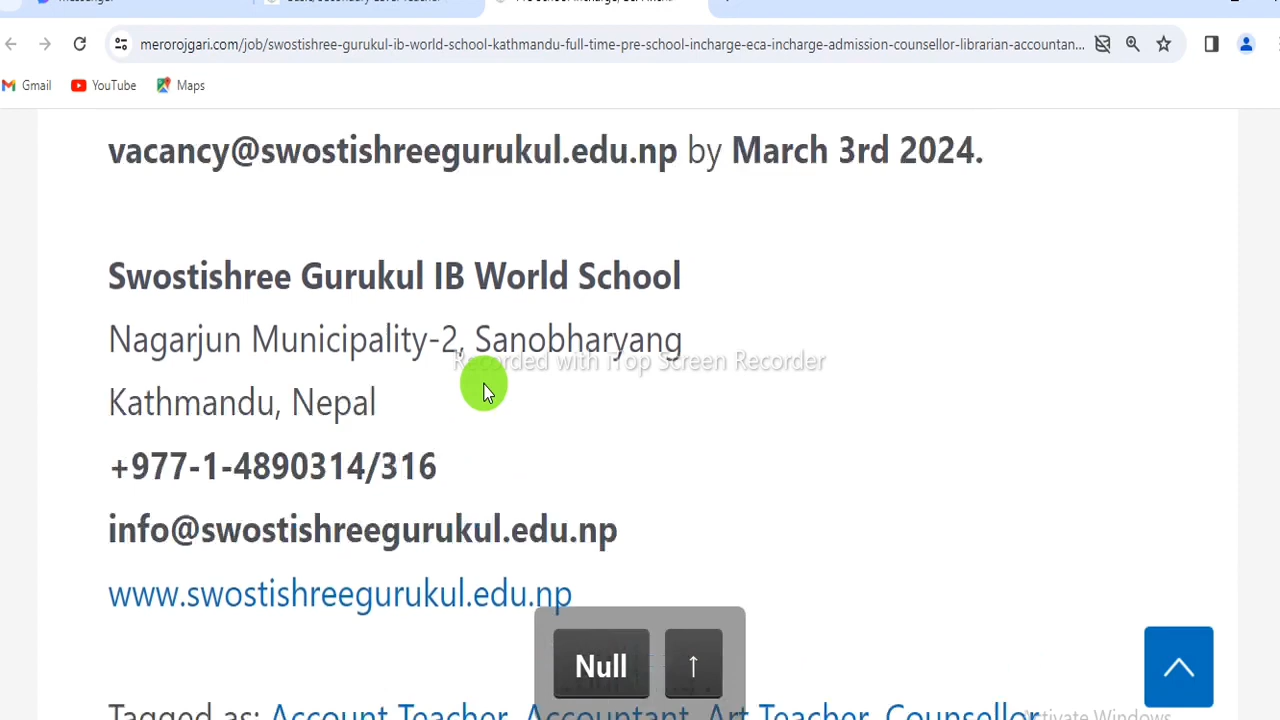 merorojgari.com/job/swostishree-gurukul-ib-world-school-kathmandu-full-time-pre-school-incharge-eca-incharge-admission-counsellor-librarian-accountan...
Gmail YouTube Maps
vacancy@swostishreegurukul.edu.np by March 3rd 2024.
Swostishree Gurukul IB World School
Nagarjun Municipality-2, Sanobharyang
Recorded with iTop Screen Recorder
Kathmandu, Nepal
+977-1-4890314/316
info@swostishreegurukul.edu.np
www.swostishreegurukul.edu.np
Null ↑
Tagged as: Account Teacher, Accountant, Art Teacher, Counsellor
Activate Windows